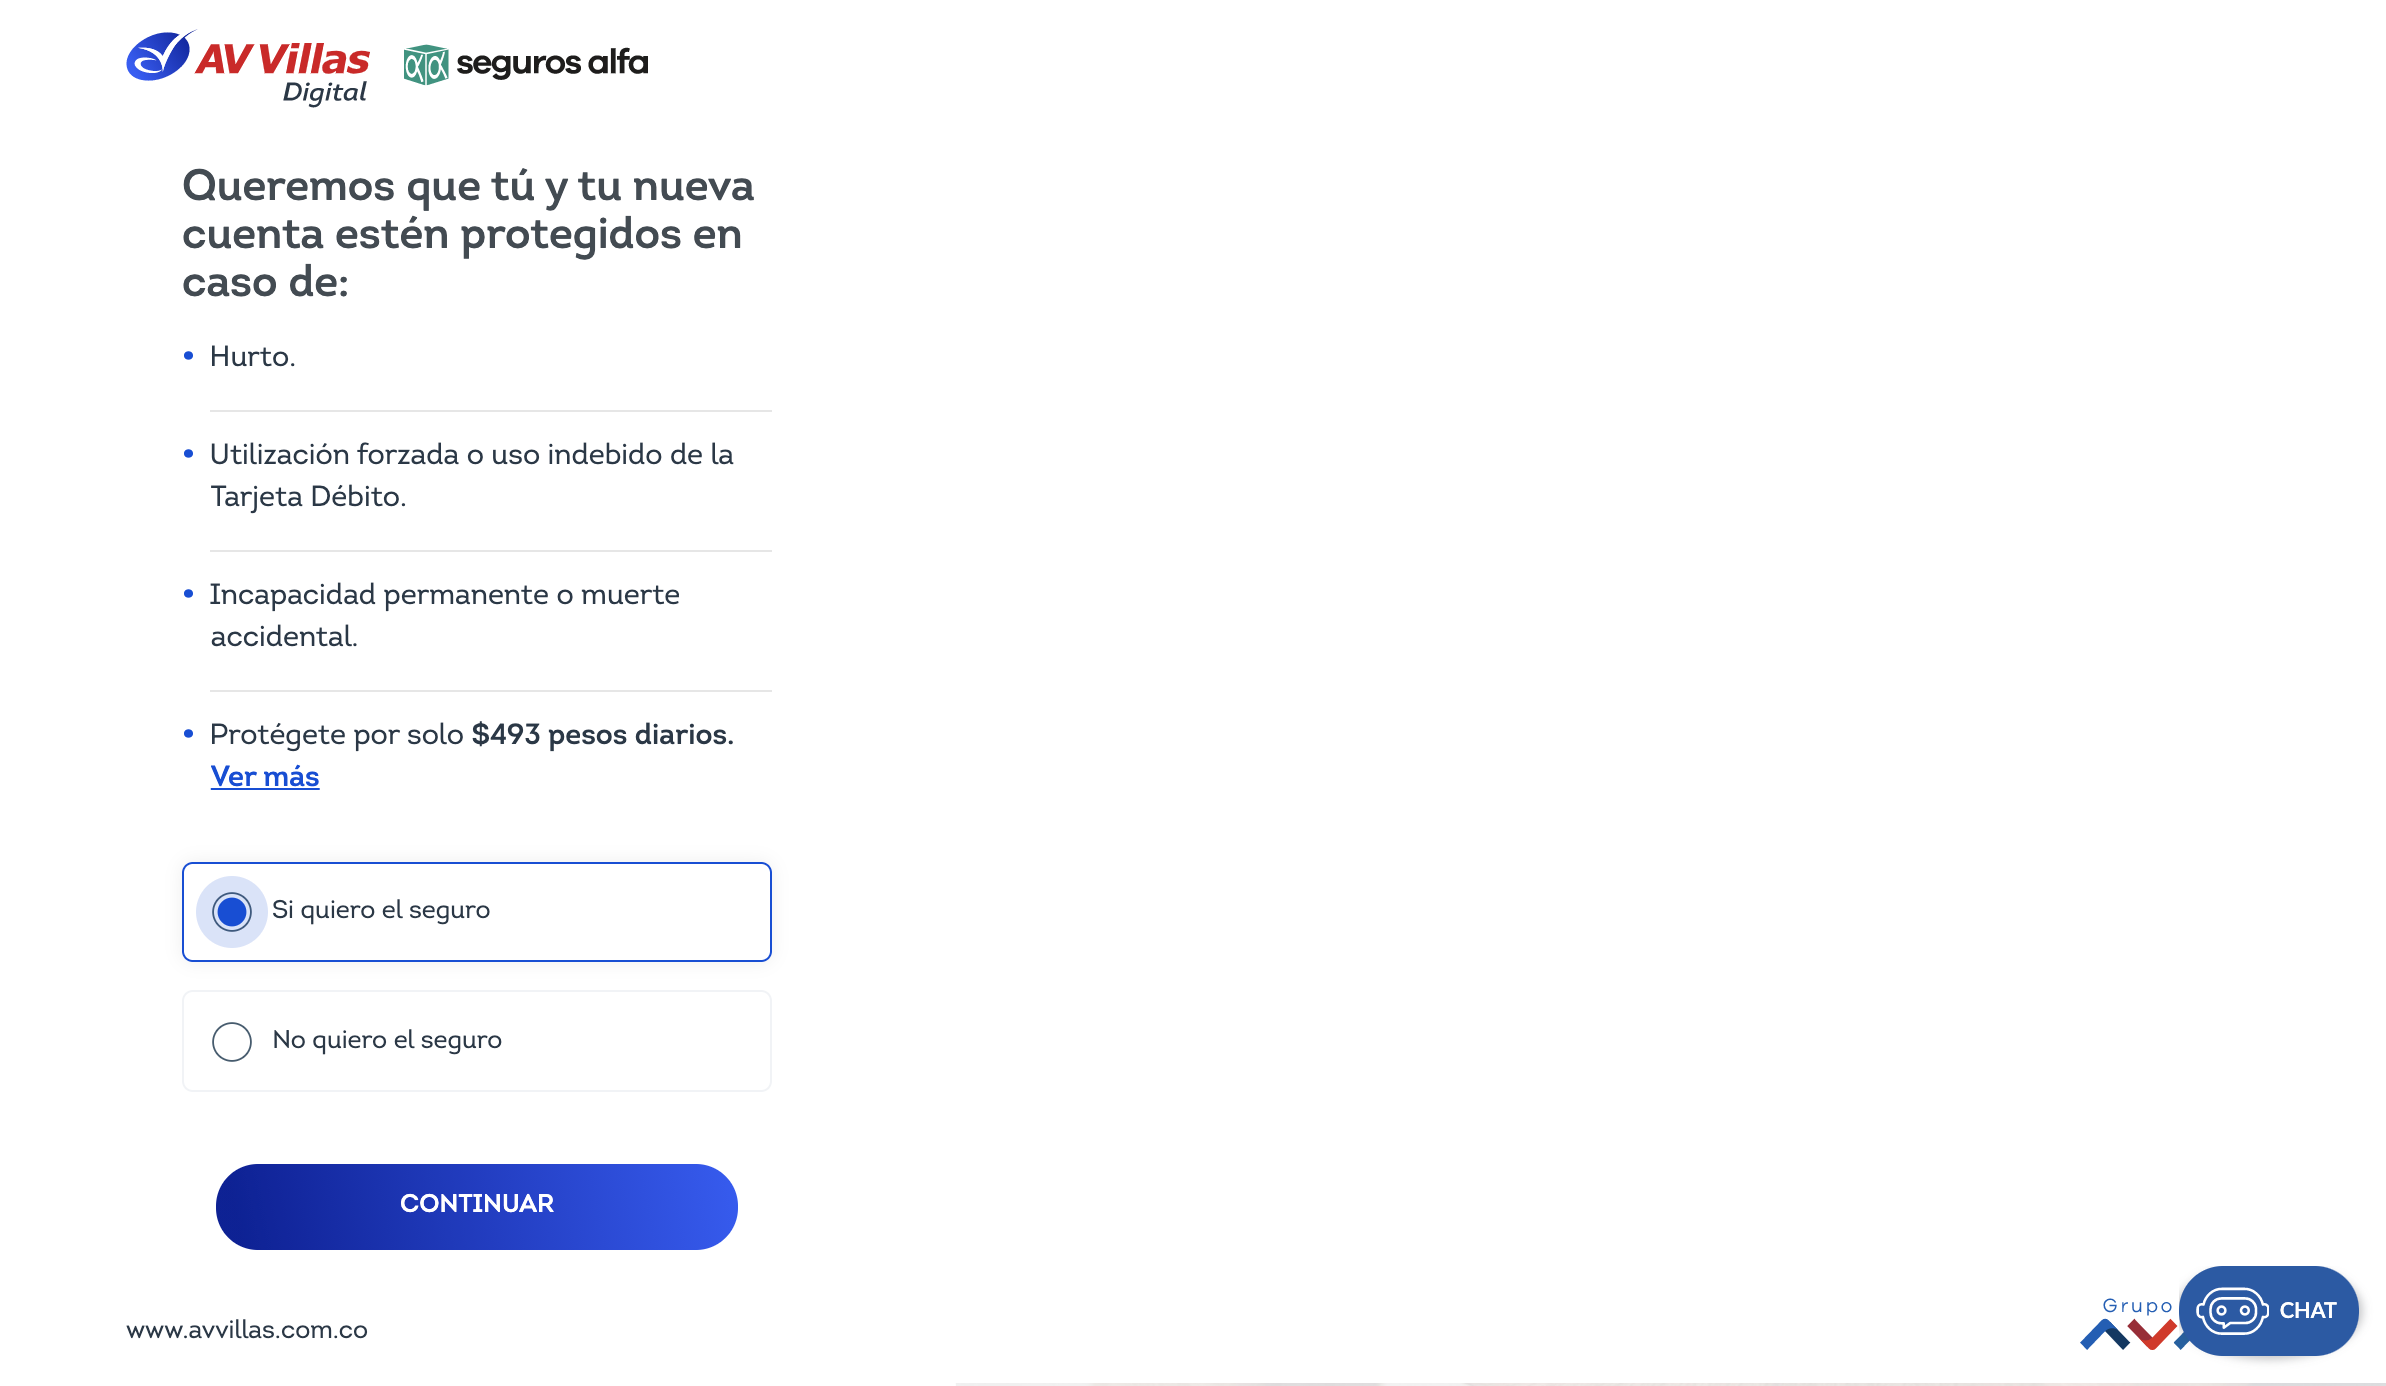 AV Villas
Digital
seguros alfa
Queremos que tú y tu nueva
cuenta estén protegidos en
caso de:
Hurto.
Utilización forzada o uso indebido de la
Tarjeta Débito.
Incapacidad permanente o muerte
accidental.
Protégete por solo $493 pesos diarios.
Ver más
Si quiero el seguro
No quiero el seguro
CONTINUAR
www.avvillas.com.co
Grupo
CHAT